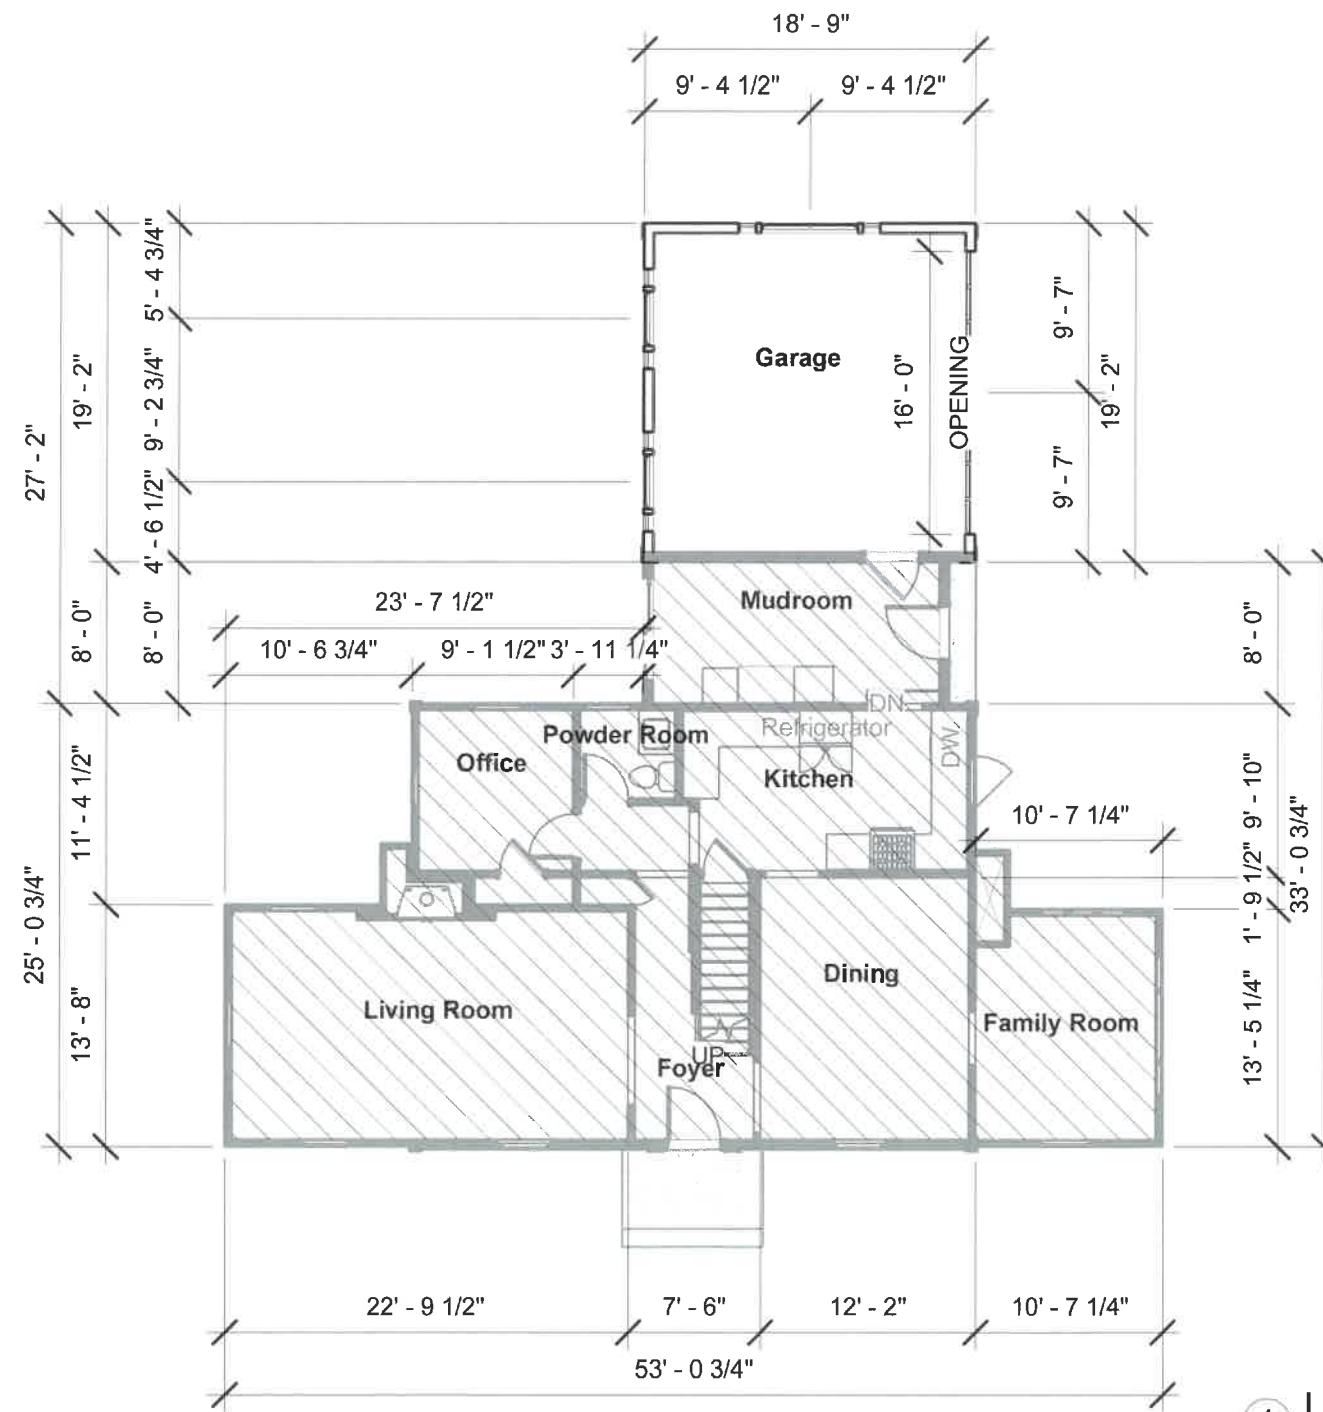 18' - 9"
9' - 4 1/2" 9' - 4 1/2"
5' - 4 3/4"
9' - 2 3/4"
4' - 6 1/2"
8' - 0"
19' - 2"
8' - 0"
27' - 2"
Garage
16' - 0"
OPENING
9' - 7"
9' - 7"
19' - 2"
23' - 7 1/2"
10' - 6 3/4" 9' - 1 1/2" 3' - 11 1/4"
Mudroom
8' - 0"
DN
Refrigerator
DW
Powder Room
Office
Kitchen
11' - 4 1/2"
13' - 8"
25' - 0 3/4"
10' - 7 1/4"
9' - 10"
1' - 9 1/2"
13' - 5 1/4"
33' - 0 3/4"
Living Room
Dining
Family Room
UP
Foyer
22' - 9 1/2" 7' - 6" 12' - 2" 10' - 7 1/4"
53' - 0 3/4"